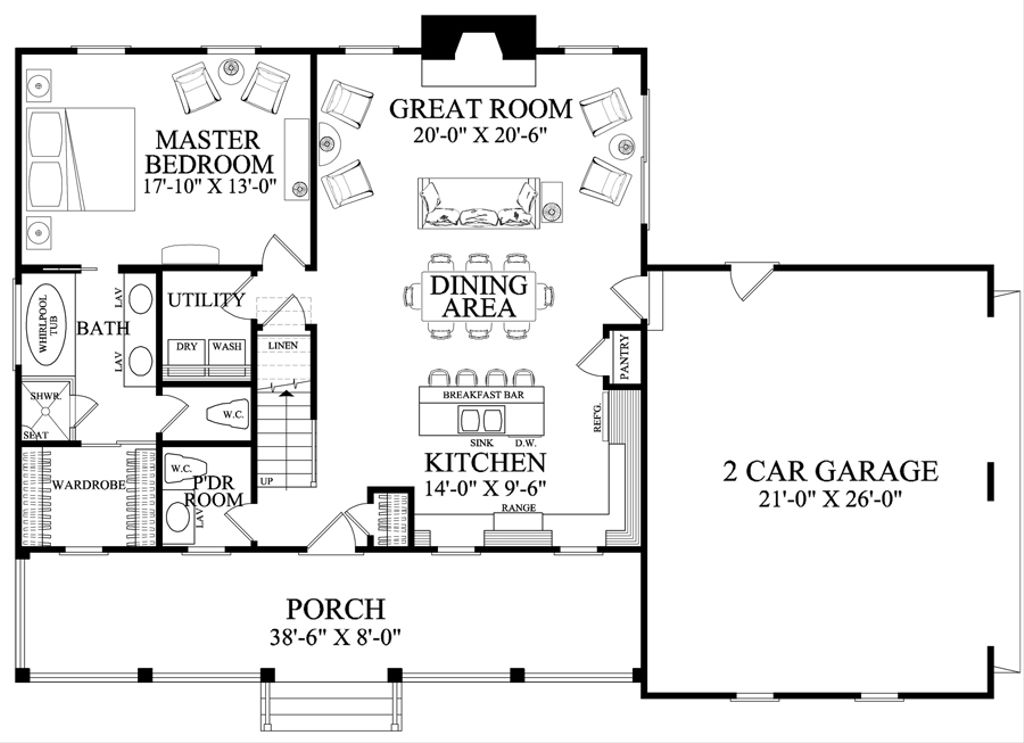 MASTER
BEDROOM
17'-10" X 13'-0"
GREAT ROOM
20'-0" X 20'-6"
DINING
AREA
UTILITY
DRY
WASH
LINEN
WHIRLPOOL
TUB
BATH
LAV
LAV
SHWR.
SEAT
W.C.
WARDROBE
W.C.
P'DR
ROOM
LAV
UP
PANTRY
BREAKFAST BAR
REF'G.
SINK
D.W.
KITCHEN
14'-0" X 9'-6"
RANGE
2 CAR GARAGE
21'-0" X 26'-0"
PORCH
38'-6" X 8'-0"